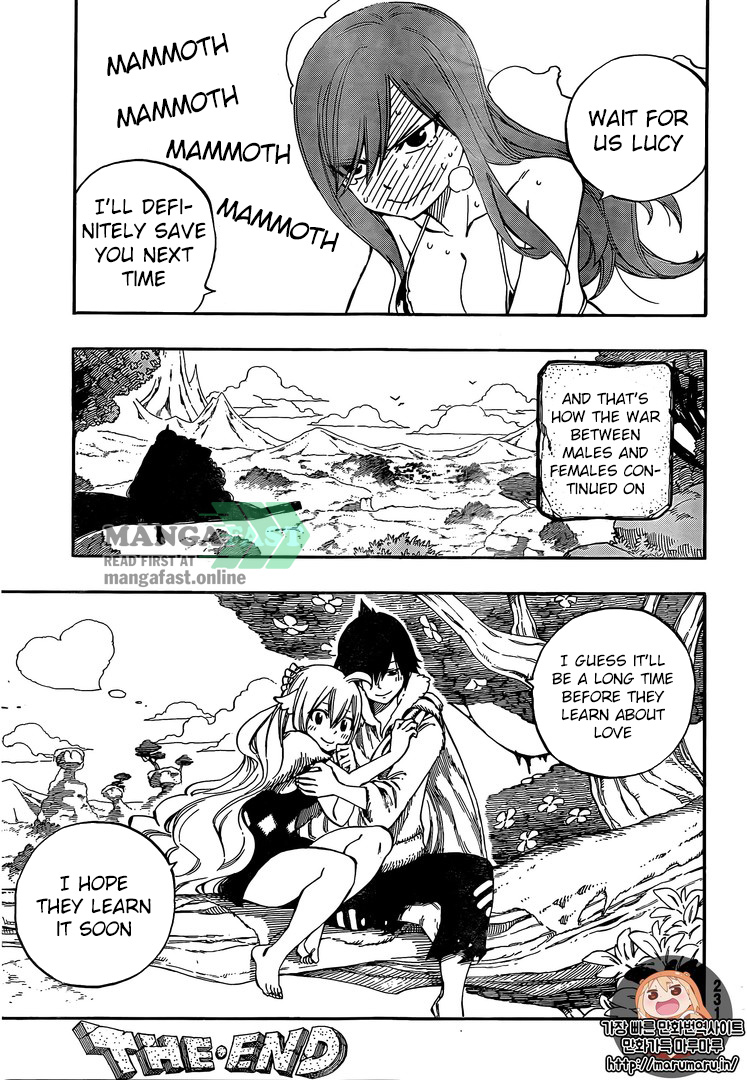 MAMMOTH
MAMMOTH
MAMMOTH
MAMMOTH
WAIT FOR
US LUCY
I'LL DEFI-
NITELY SAVE
YOU NEXT
TIME
AND THAT'S
HOW THE WAR
BETWEEN
MALES AND
FEMALES CON-
TINUED ON
MANGAFAST
READ FIRST AT
mangafast.online
I GUESS IT'LL
BE A LONG TIME
BEFORE THEY
LEARN ABOUT
LOVE
I HOPE
THEY LEARN
IT SOON
THE・END
231
가장 빠른 만화번역사이트
만화가득 마루마루
http://marumaru.in/